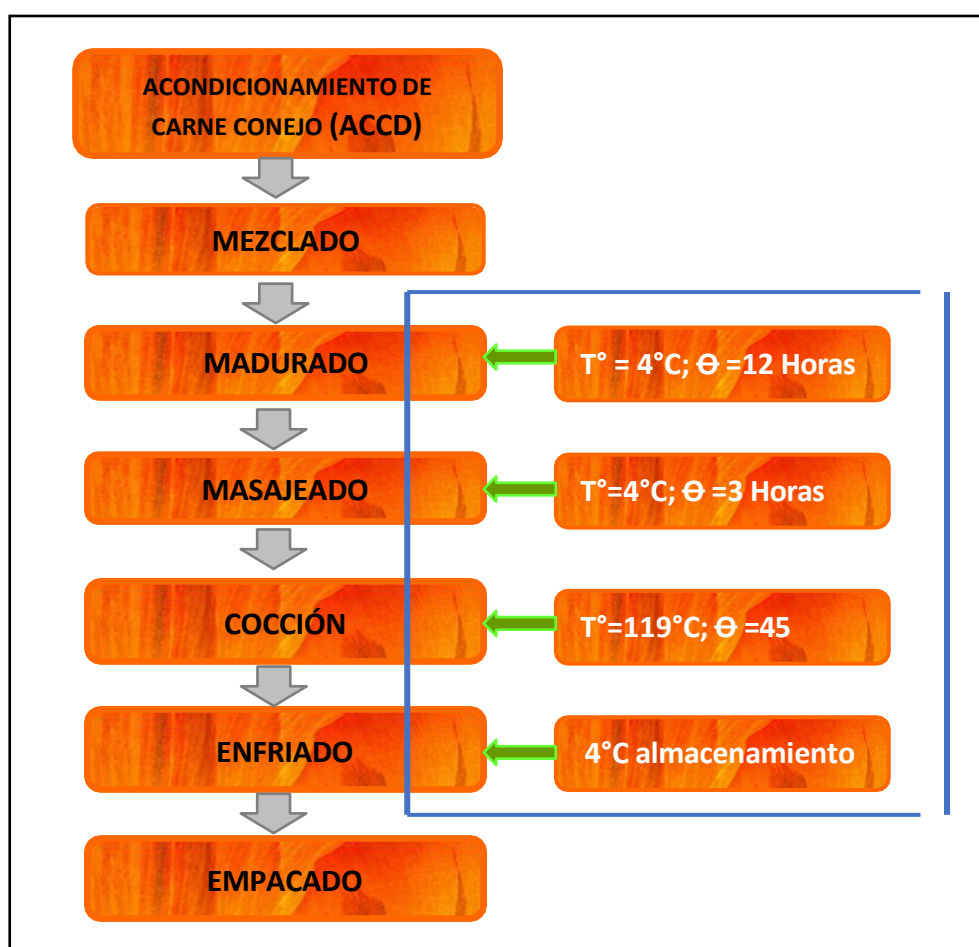 ACONDICIONAMIENTO DE
CARNE CONEJO (ACCD)
MEZCLADO
MADURADO
T° = 4°C; Ɵ =12 Horas
MASAJEADO
T°=4°C; Ɵ =3 Horas
COCCIÓN
T°=119°C; Ɵ =45
ENFRIADO
4°C almacenamiento
EMPACADO